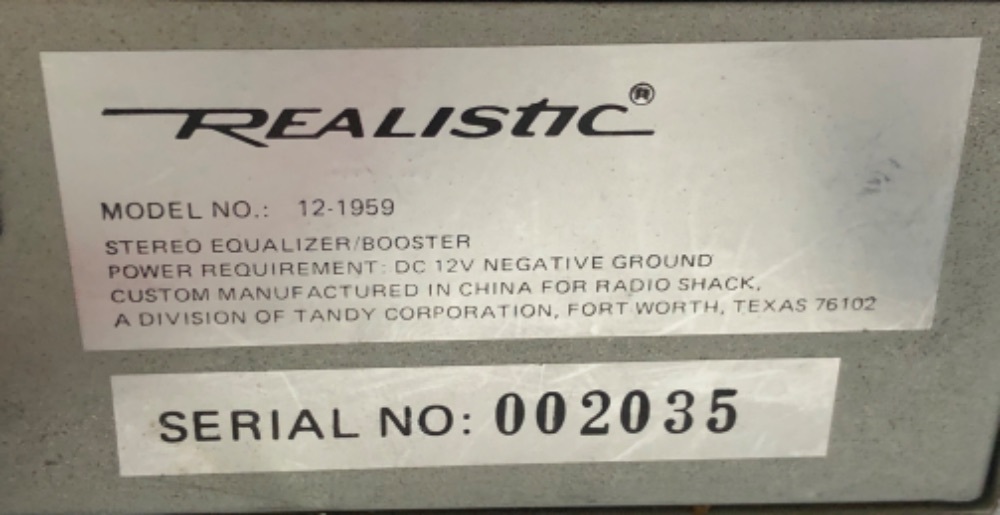 REALISTIC®
MODEL NO.: 12-1959
STEREO EQUALIZER/BOOSTER
POWER REQUIREMENT: DC 12V NEGATIVE GROUND
CUSTOM MANUFACTURED IN CHINA FOR RADIO SHACK,
A DIVISION OF TANDY CORPORATION, FORT WORTH, TEXAS 76102
SERIAL NO: 002035